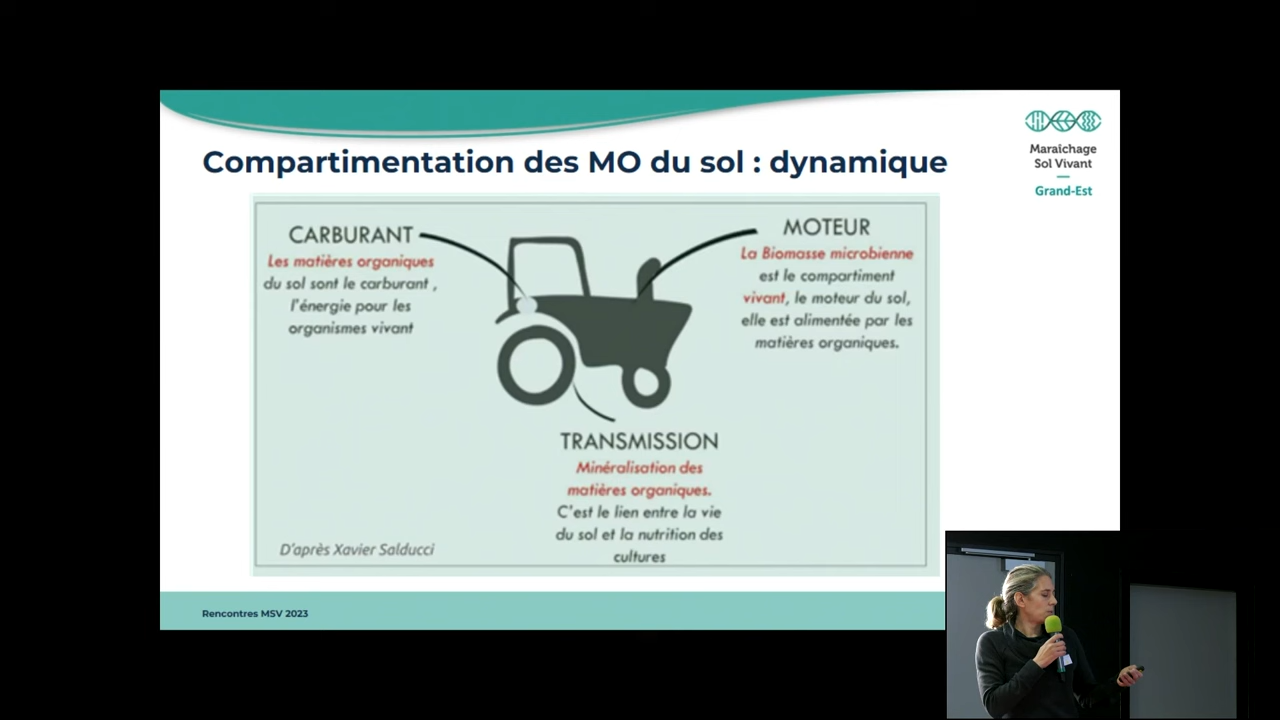 Compartimentation des MO du sol : dynamique
Maraîchage
Sol Vivant
Grand-Est
CARBURANT
Les matières organiques
du sol sont le carburant ,
l'énergie pour les
organismes vivant
MOTEUR
La Biomasse microbienne
est le compartiment
vivant, le moteur du sol,
elle est alimentée par les
matières organiques.
TRANSMISSION
Minéralisation des
matières organiques.
C'est le lien entre la vie
du sol et la nutrition des
cultures
D'après Xavier Salducci
Rencontres MSV 2023